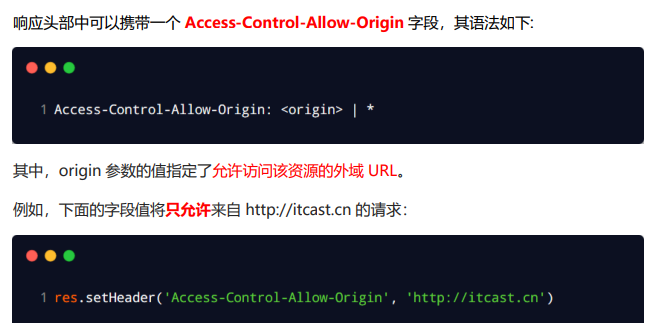 响应头部中可以携带一个 Access-Control-Allow-Origin 字段，其语法如下:
1 Access-Control-Allow-Origin: <origin> | *
其中，origin 参数的值指定了允许访问该资源的外域 URL。
例如，下面的字段值将只允许来自 http://itcast.cn 的请求：
1 res.setHeader('Access-Control-Allow-Origin', 'http://itcast.cn')